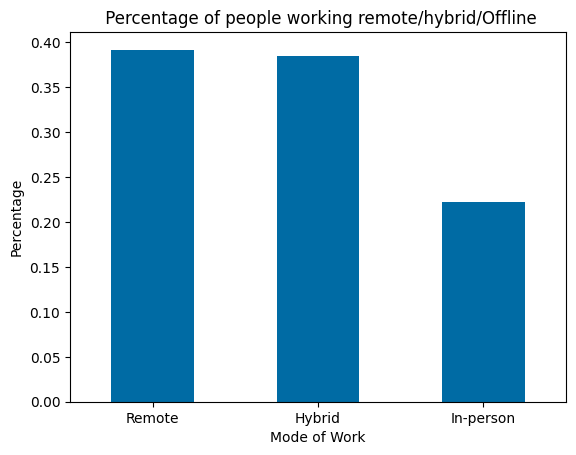 Percentage of people working remote/hybrid/Offline
0.40
0.35
0.30
0.25
0.20
0.15
0.10
0.05
0.00
Percentage
Remote
Hybrid
In-person
Mode of Work